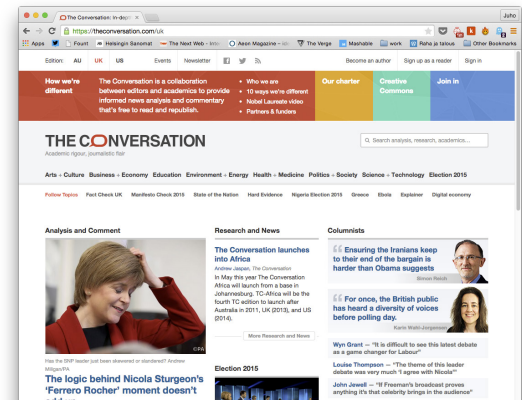 The Conversation: In-dept
Juho
https://theconversation.com/uk
Apps
Fount
Helsingin Sanomat
The Next Web - Inte
Aeon Magazine –
The Verge
Mashable
work
Raha ja talous
Other Bookmarks
Edition: AU UK US Events Newsletter
Become an author Sign up as a reader Sign in
How we're
different
The Conversation is a collaboration
between editors and academics to provide
informed news analysis and commentary
that's free to read and republish.
• Who we are
• 10 ways we're different
• Nobel Laureate video
• Partners & funders
Our charter
Creative
Commons
Join in
THE CONVERSATION
Academic rigour, journalistic flair
Search analysis, research, academics...
Arts + Culture Business + Economy Education Environment + Energy Health + Medicine Politics + Society Science + Technology Election 2015
Follow Topics Fact Check UK Manifesto Check 2015 State of the Nation Hard Evidence Nigeria Election 2015 Greece Ebola Explainer Digital economy
Analysis and Comment
©PA
Has the SNP leader just been skewered or slandered? Andrew
Milligan/PA
The logic behind Nicola Sturgeon's
'Ferrero Rocher' moment doesn't
Research and News
The Conversation launches
into Africa
Andrew Jaspan, The Conversation
In May this year The Conversation
Africa will launch from a base in
Johannesburg. TC-Africa will be the
fourth TC edition to launch after
Australia in 2011, UK (2013), and US
(2014).
More Research and News
Election 2015
Columnists
“ Ensuring the Iranians keep
to their end of the bargain is
harder than Obama suggests
Simon Reich
“ For once, the British public
has heard a diversity of voices
before polling day.
Karin Wahl-Jorgensen
Wyn Grant — “It is difficult to see this latest debate
as a game changer for Labour”
Louise Thompson — “The theme of this leader
debate was very much ‘I agree with Nicola’”
John Jewell — “If Freeman's broadcast proves
anything it's that celebrity brings in the audience”